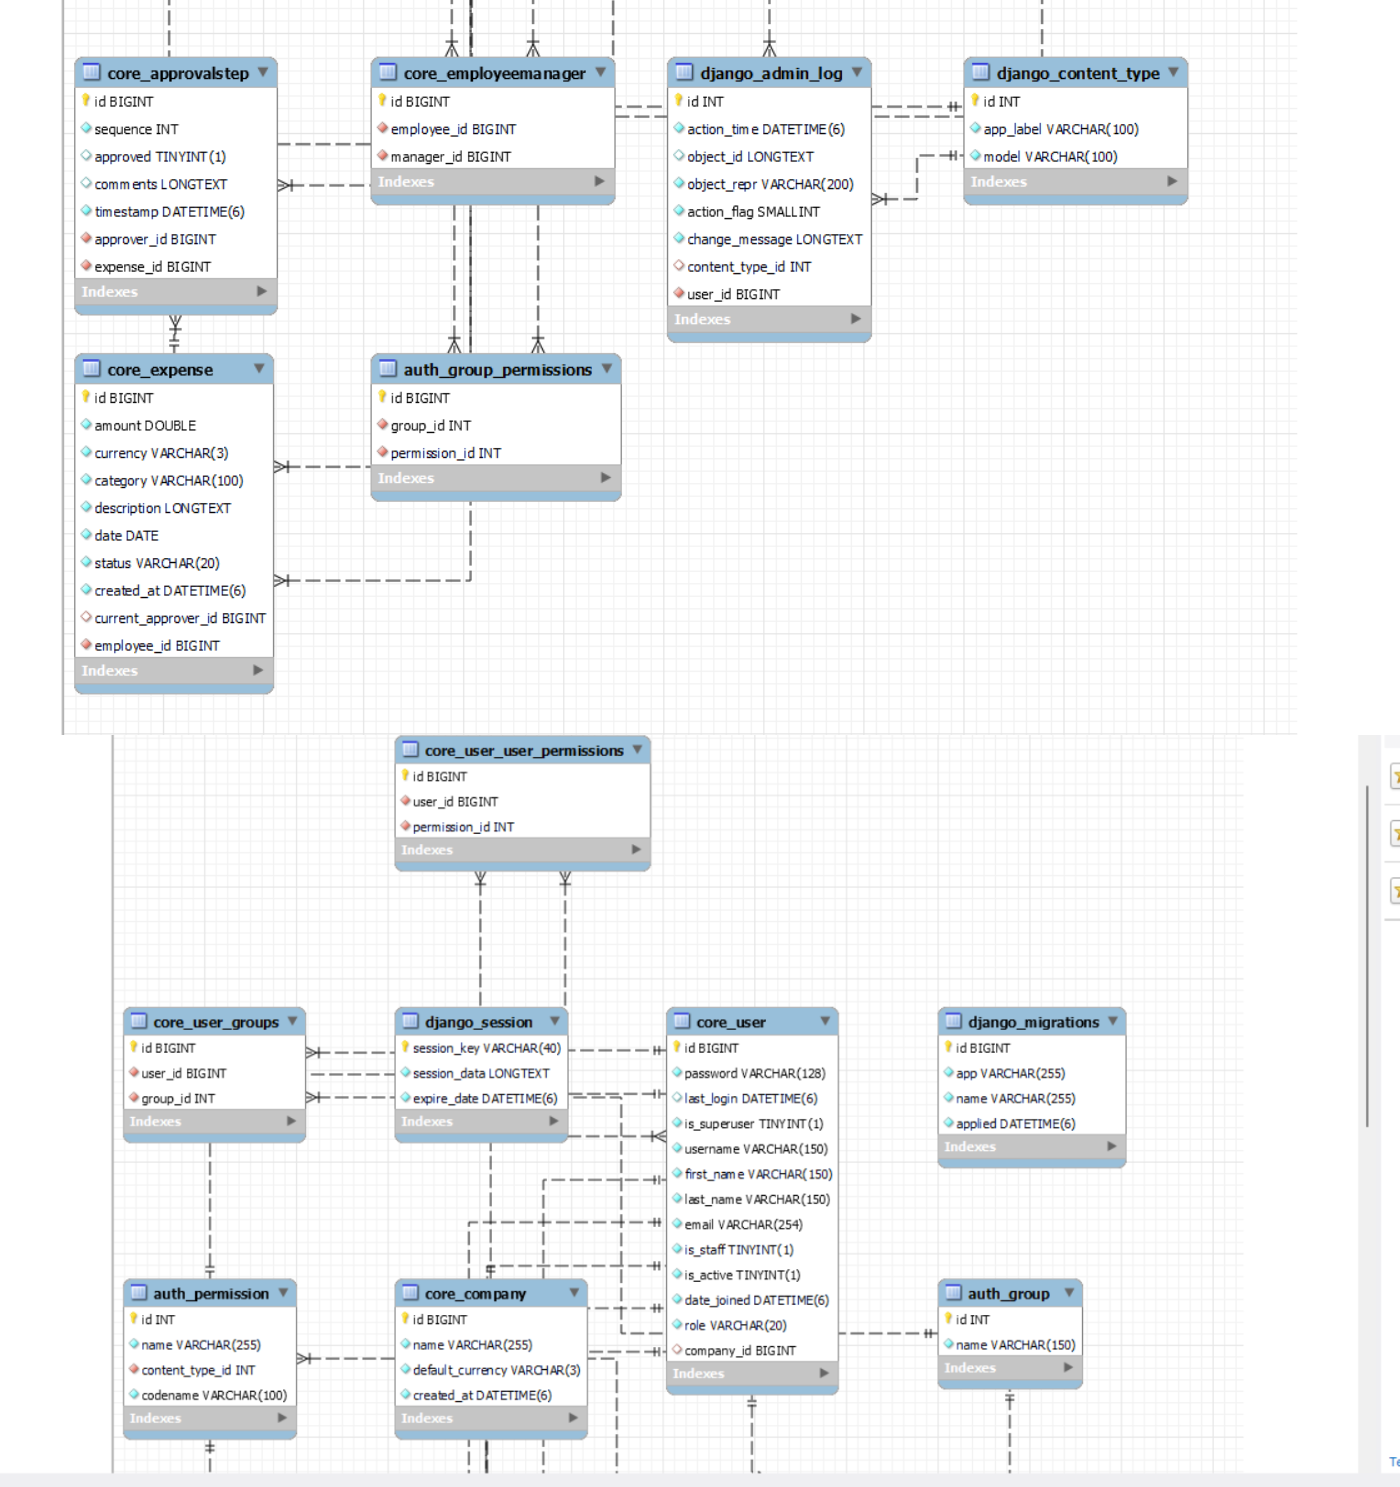 core_approvalstep
id BIGINT
sequence INT
approved TINYINT(1)
comments LONGTEXT
timestamp DATETIME(6)
approver_id BIGINT
expense_id BIGINT
Indexes
core_employeemanager
id BIGINT
employee_id BIGINT
manager_id BIGINT
Indexes
django_admin_log
id INT
action_time DATETIME(6)
object_id LONGTEXT
object_repr VARCHAR(200)
action_flag SMALLINT
change_message LONGTEXT
content_type_id INT
user_id BIGINT
Indexes
django_content_type
id INT
app_label VARCHAR(100)
model VARCHAR(100)
Indexes
core_expense
id BIGINT
amount DOUBLE
currency VARCHAR(3)
category VARCHAR(100)
description LONGTEXT
date DATE
status VARCHAR(20)
created_at DATETIME(6)
current_approver_id BIGINT
employee_id BIGINT
Indexes
auth_group_permissions
id BIGINT
group_id INT
permission_id INT
Indexes
core_user_user_permissions
id BIGINT
user_id BIGINT
permission_id INT
Indexes
core_user_groups
id BIGINT
user_id BIGINT
group_id INT
Indexes
django_session
session_key VARCHAR(40)
session_data LONGTEXT
expire_date DATETIME(6)
Indexes
core_user
id BIGINT
password VARCHAR(128)
last_login DATETIME(6)
is_superuser TINYINT(1)
username VARCHAR(150)
first_name VARCHAR(150)
last_name VARCHAR(150)
email VARCHAR(254)
is_staff TINYINT(1)
is_active TINYINT(1)
date_joined DATETIME(6)
role VARCHAR(20)
company_id BIGINT
Indexes
django_migrations
id BIGINT
app VARCHAR(255)
name VARCHAR(255)
applied DATETIME(6)
Indexes
auth_permission
id INT
name VARCHAR(255)
content_type_id INT
codename VARCHAR(100)
Indexes
core_company
id BIGINT
name VARCHAR(255)
default_currency VARCHAR(3)
created_at DATETIME(6)
Indexes
auth_group
id INT
name VARCHAR(150)
Indexes